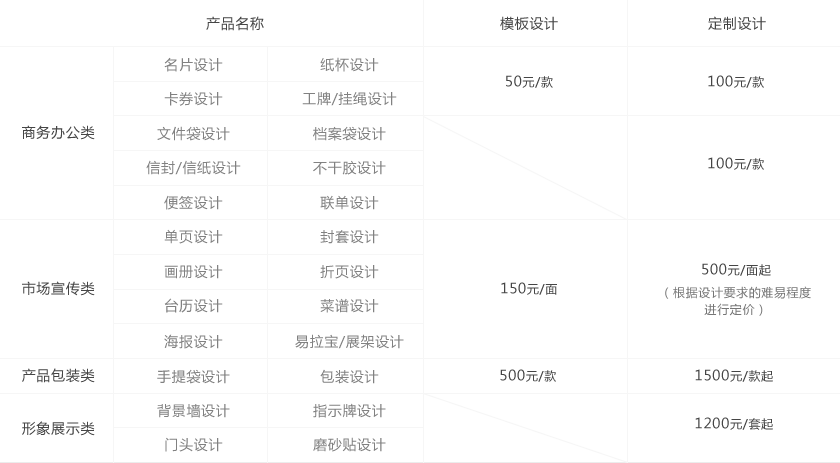 产品名称 模板设计 定制设计
名片设计 纸杯设计
50元/款 100元/款
卡券设计 工牌/挂绳设计
商务办公类 文件袋设计 档案袋设计
信封/信纸设计 不干胶设计 100元/款
便签设计 联单设计
单页设计 封套设计
画册设计 折页设计 500元/面起
市场宣传类 150元/面 (根据设计要求的难易程度
台历设计 菜谱设计 进行定价)
海报设计 易拉宝/展架设计
产品包装类 手提袋设计 包装设计 500元/款 1500元/款起
背景墙设计 指示牌设计
形象展示类 1200元/套起
门头设计 磨砂贴设计